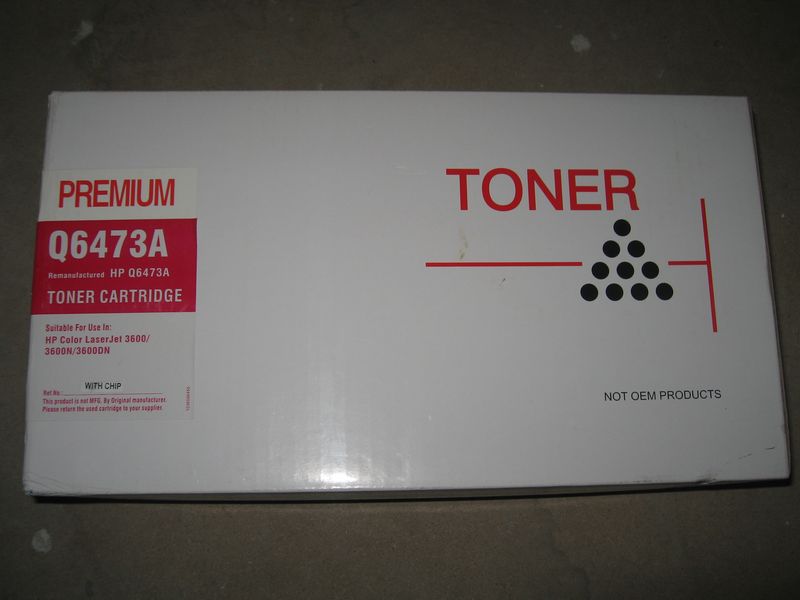 PREMIUM
Q6473A
Remanufactured HP Q6473A
TONER CARTRIDGE
Suitable For Use In:
HP Color LaserJet 3600/
3600N/3600DN
WITH CHIP
Ref No:
This product is not MFG. By Original manufacturer.
Please return the used cartridge to your supplier.
TONER
NOT OEM PRODUCTS